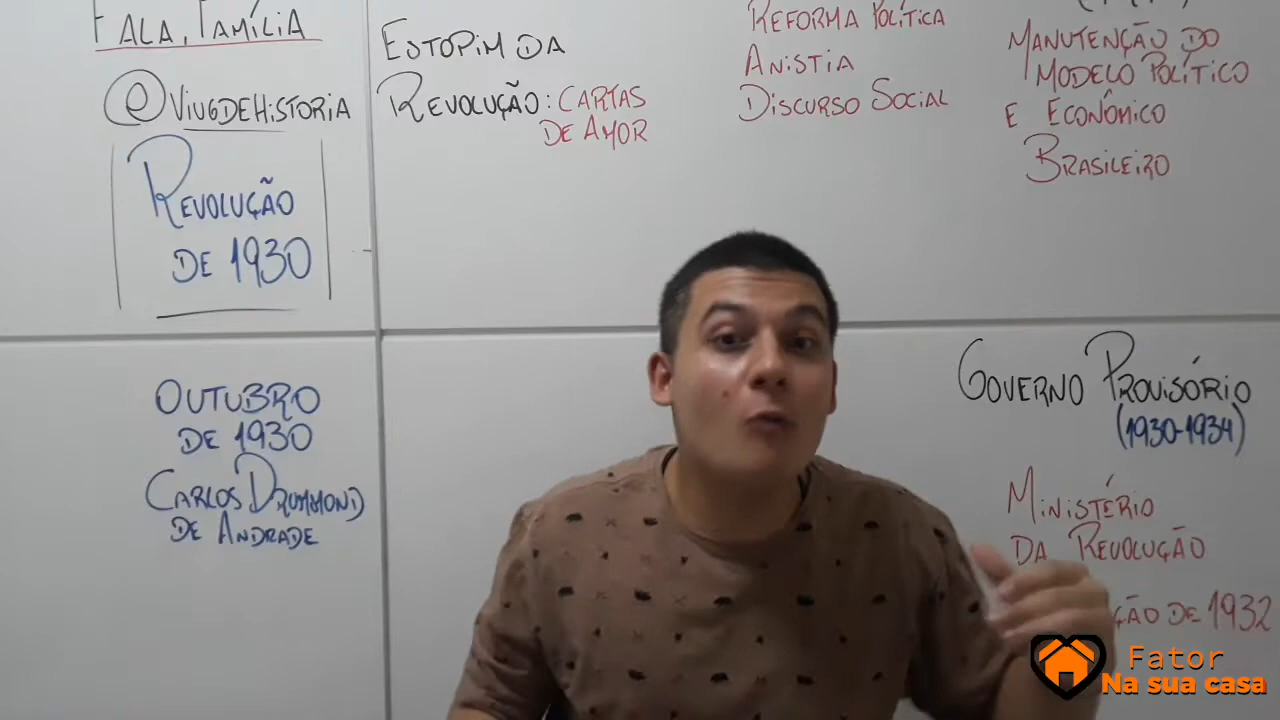 FALA, FAMÍLIA
@VIUGDEHISTORIA
REVOLUÇÃO
DE 1930
OUTUBRO
DE 1930
CARLOS DRUMMOND
DE ANDRADE
ESTOPIM DA
REVOLUÇÃO: CARTAS
DE AMOR
REFORMA POLÍTICA
ANISTIA
DISCURSO SOCIAL
MANUTENÇÃO DO
MODELO POLÍTICO
E ECONÔMICO
BRASILEIRO
GOVERNO PROVISÓRIO
(1930-1934)
MINISTÉRIO
DA REVOLUÇÃO
ÇÃO DE 1932
Fator
Na sua casa